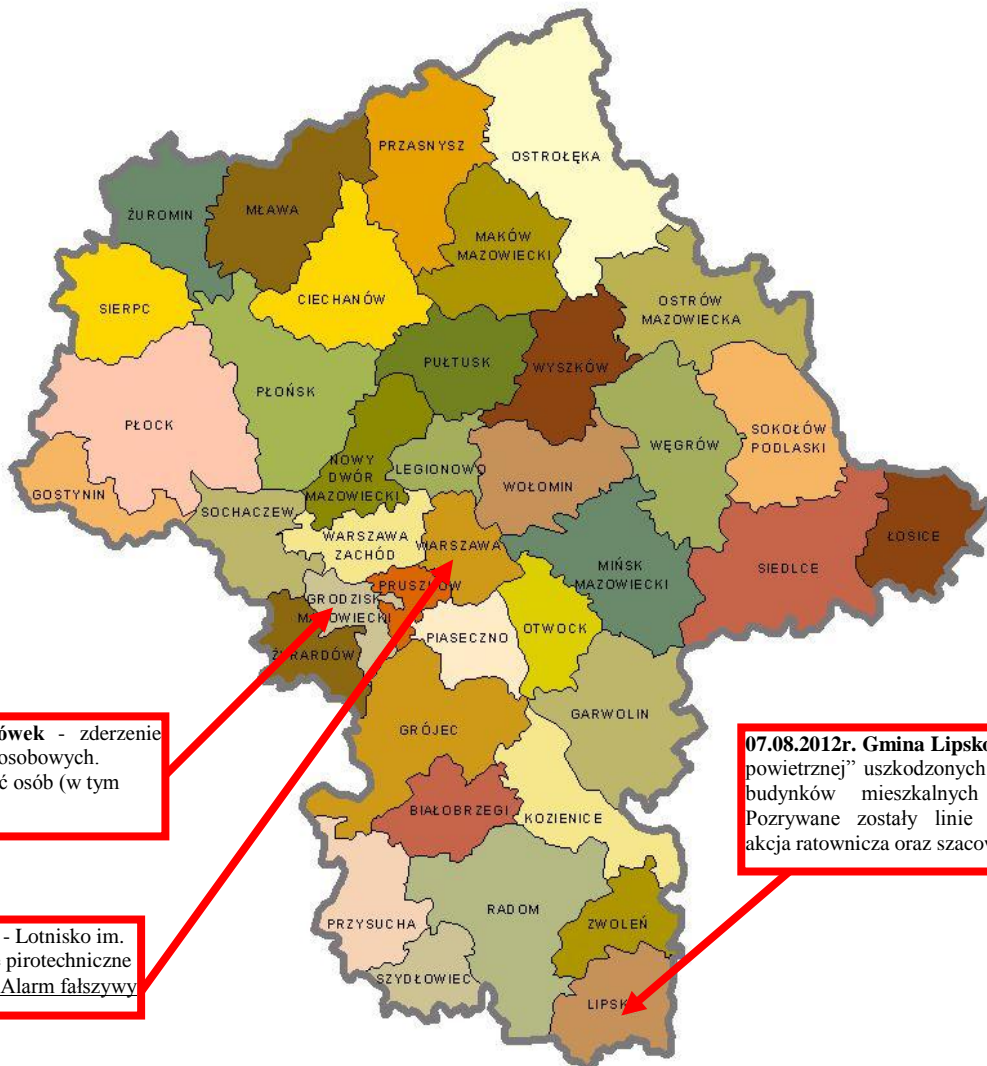 PRZASNYSZ
OSTROŁĘKA
ŻUROMIN
MŁAWA
MAKÓW
MAZOWIECKI
CIECHANÓW
SIERPC
OSTRÓW
MAZOWIECKA
PUŁTUSK
WYSZKÓW
PŁOŃSK
PŁOCK
SOKOŁÓW
PODLASKI
WĘGRÓW
NOWY
DWÓR
MAZOWIECKI
LEGIONOWO
WOŁOMIN
GOSTYNIN
SOCHACZEW
WARSZAWA
ZACHÓD
WARSZAWA
ŁOSICE
MIŃSK
MAZOWIECKI
SIEDLCE
PRUSZKÓW
GRODZISK
MAZOWIECKI
OTWOCK
PIASECZNO
ŻYRARDÓW
GARWOLIN
GRÓJEC
ówek - zderzenie
osobowych.
ć osób (w tym
07.08.2012r. Gmina Lipsko
powietrznej” uszkodzonych
budynków mieszkalnych
Pozrywane zostały linie
akcja ratownicza oraz szacow
BIAŁOBRZEGI
KOZIENICE
RADOM
PRZYSUCHA
ZWOLEŃ
- Lotnisko im.
pirotechniczne
Alarm fałszywy
SZYDŁOWIEC
LIPSK